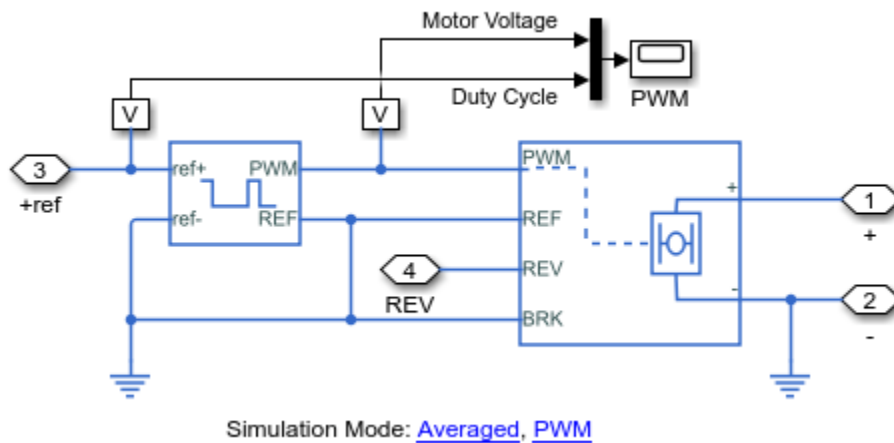 Motor Voltage
Duty Cycle
PWM
V
V
3
+ref
ref+ PWM
ref- REF
PWM
REF
REV
BRK
4
REV
+
-
1
+
2
-
Simulation Mode: Averaged, PWM